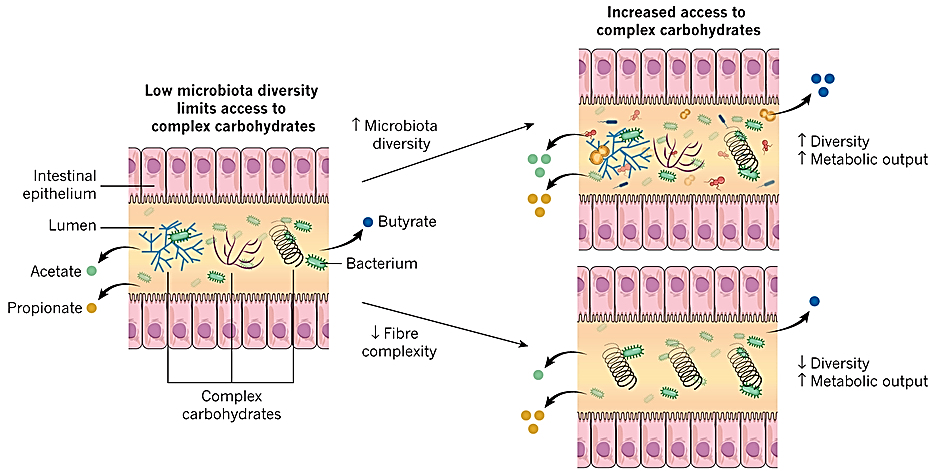 Low microbiota diversity
limits access to
complex carbohydrates
Intestinal
epithelium
Lumen
Acetate
Propionate
Butyrate
Bacterium
Complex
carbohydrates
↑ Microbiota
diversity
↓ Fibre
complexity
Increased access to
complex carbohydrates
↑ Diversity
↑ Metabolic output
↓ Diversity
↑ Metabolic output